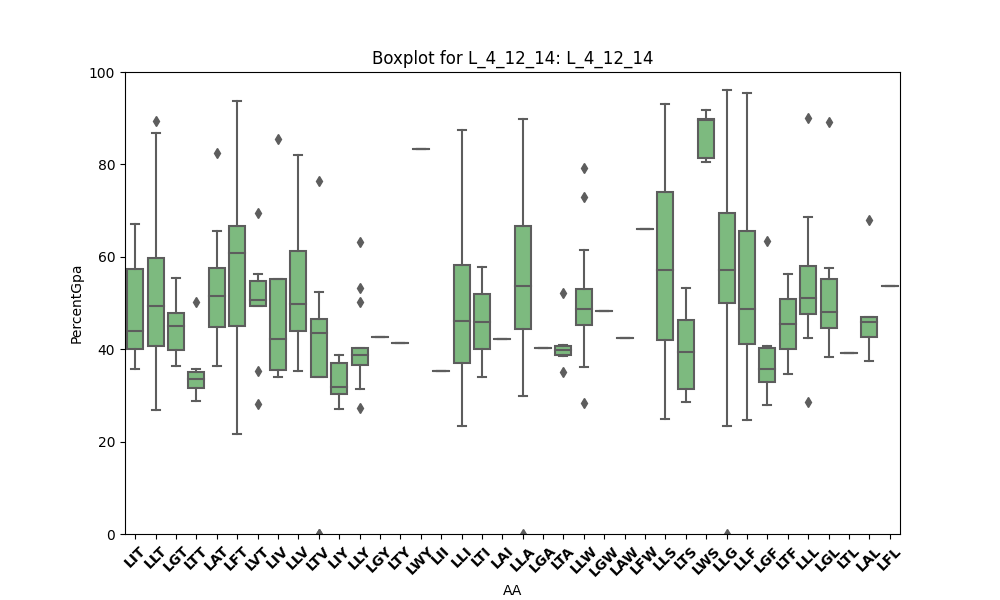 Boxplot for L_4_12_14: L_4_12_14
PercentGpa
100
80
60
40
20
0
LIT LLT LGT LTT LAT LFT LVT LIV LLV LTV LIY LLY LGY LTY LWY LII LLI LTI LAI LLA LGA LTA LLW LGW LAW LFW LLS LTS LWS LLG LLF LGF LTF LLL LGL LTL LAL LFL
AA